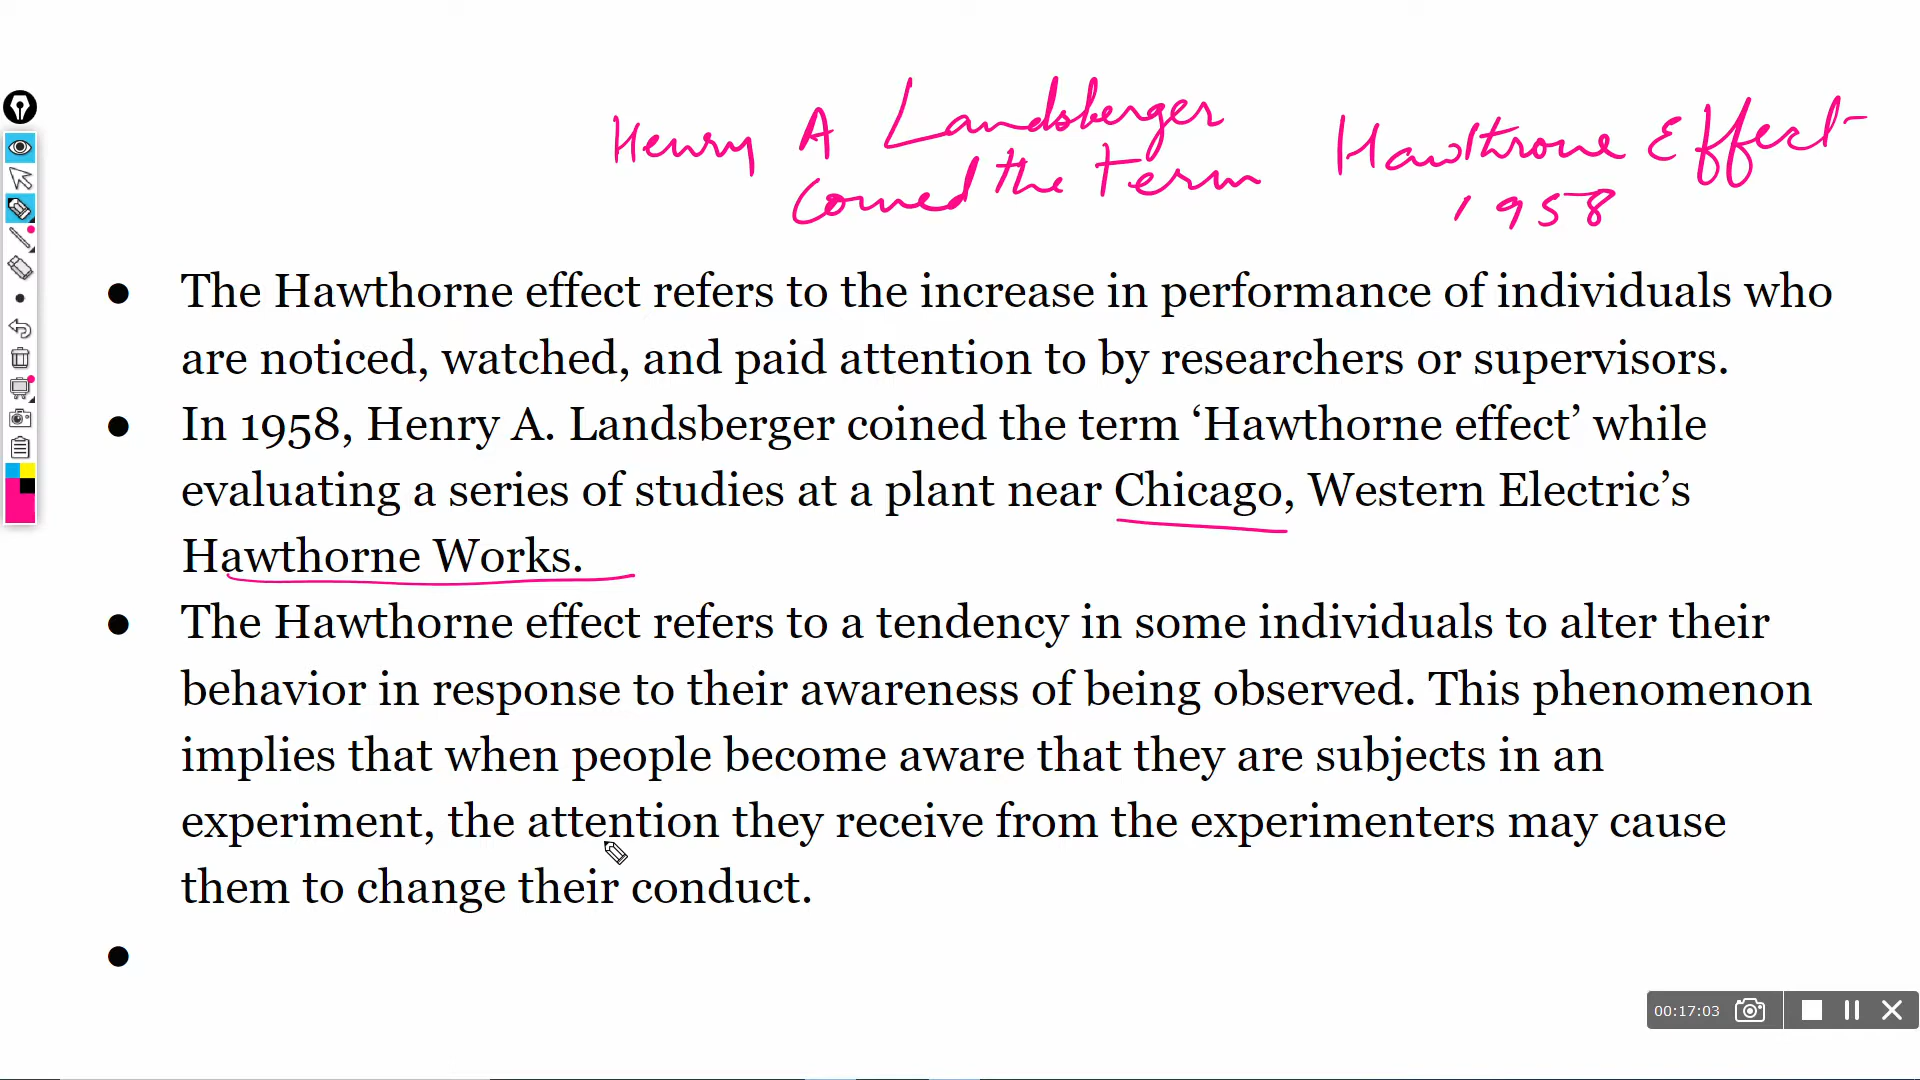 Henry A Landsberger Hawthrone Effect
coined the term 1958
● The Hawthorne effect refers to the increase in performance of individuals who
are noticed, watched, and paid attention to by researchers or supervisors.
● In 1958, Henry A. Landsberger coined the term ‘Hawthorne effect’ while
evaluating a series of studies at a plant near Chicago, Western Electric’s
Hawthorne Works.
● The Hawthorne effect refers to a tendency in some individuals to alter their
behavior in response to their awareness of being observed. This phenomenon
implies that when people become aware that they are subjects in an
experiment, the attention they receive from the experimenters may cause
them to change their conduct.
●
00:17:03